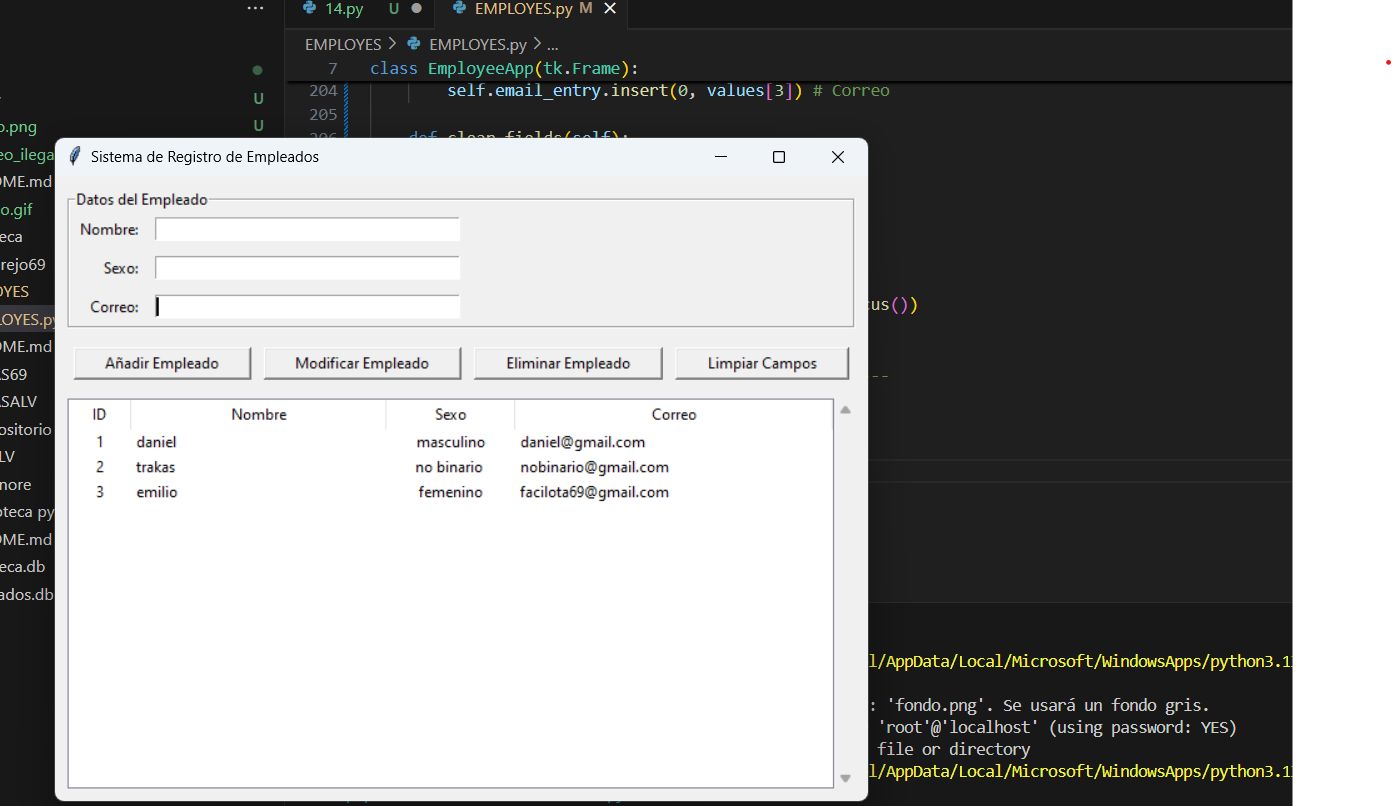 14.py U
EMPLOYES.py M
EMPLOYES > EMPLOYES.py > ...
7 class EmployeeApp(tk.Frame):
204 self.email_entry.insert(0, values[3]) # Correo
205
206 def clean_fields(self):
U
U
o.png
eo_ilega
OME.md
o.gif
eca
rejo69
OYES
LOYES.py
OME.md
S69
SALV
ositorio
LV
nore
oteca py
OME.md
eca.db
ados.db
Sistema de Registro de Empleados
Datos del Empleado
Nombre:
Sexo:
Correo:
Añadir Empleado Modificar Empleado Eliminar Empleado Limpiar Campos
ID Nombre Sexo Correo
1 daniel masculino daniel@gmail.com
2 trakas no binario nobinario@gmail.com
3 emilio femenino facilota69@gmail.com
cus())
--
l/AppData/Local/Microsoft/WindowsApps/python3.1
: 'fondo.png'. Se usará un fondo gris.
'root'@'localhost' (using password: YES)
file or directory
l/AppData/Local/Microsoft/WindowsApps/python3.1